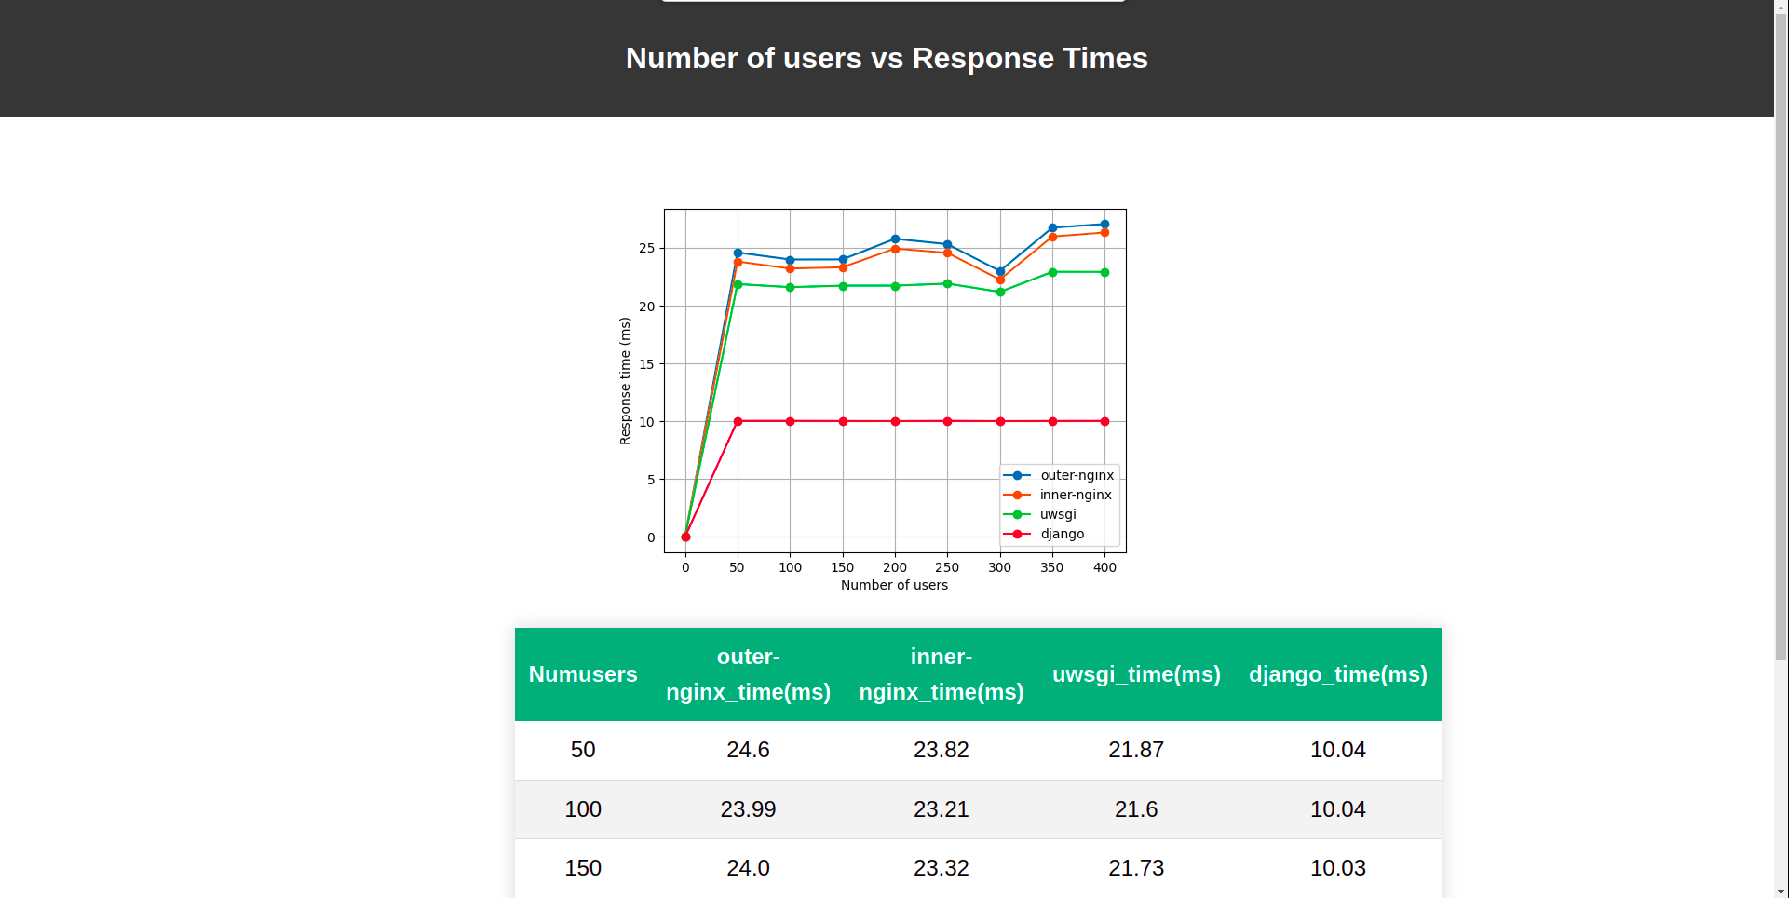 Number of users vs Response Times
25
20
15
10
5
0
Response time (ms)
0 50 100 150 200 250 300 350 400
Number of users
outer-nginx
inner-nginx
uwsgi
django
Numusers outer-nginx_time(ms) inner-nginx_time(ms) uwsgi_time(ms) django_time(ms)
50 24.6 23.82 21.87 10.04
100 23.99 23.21 21.6 10.04
150 24.0 23.32 21.73 10.03